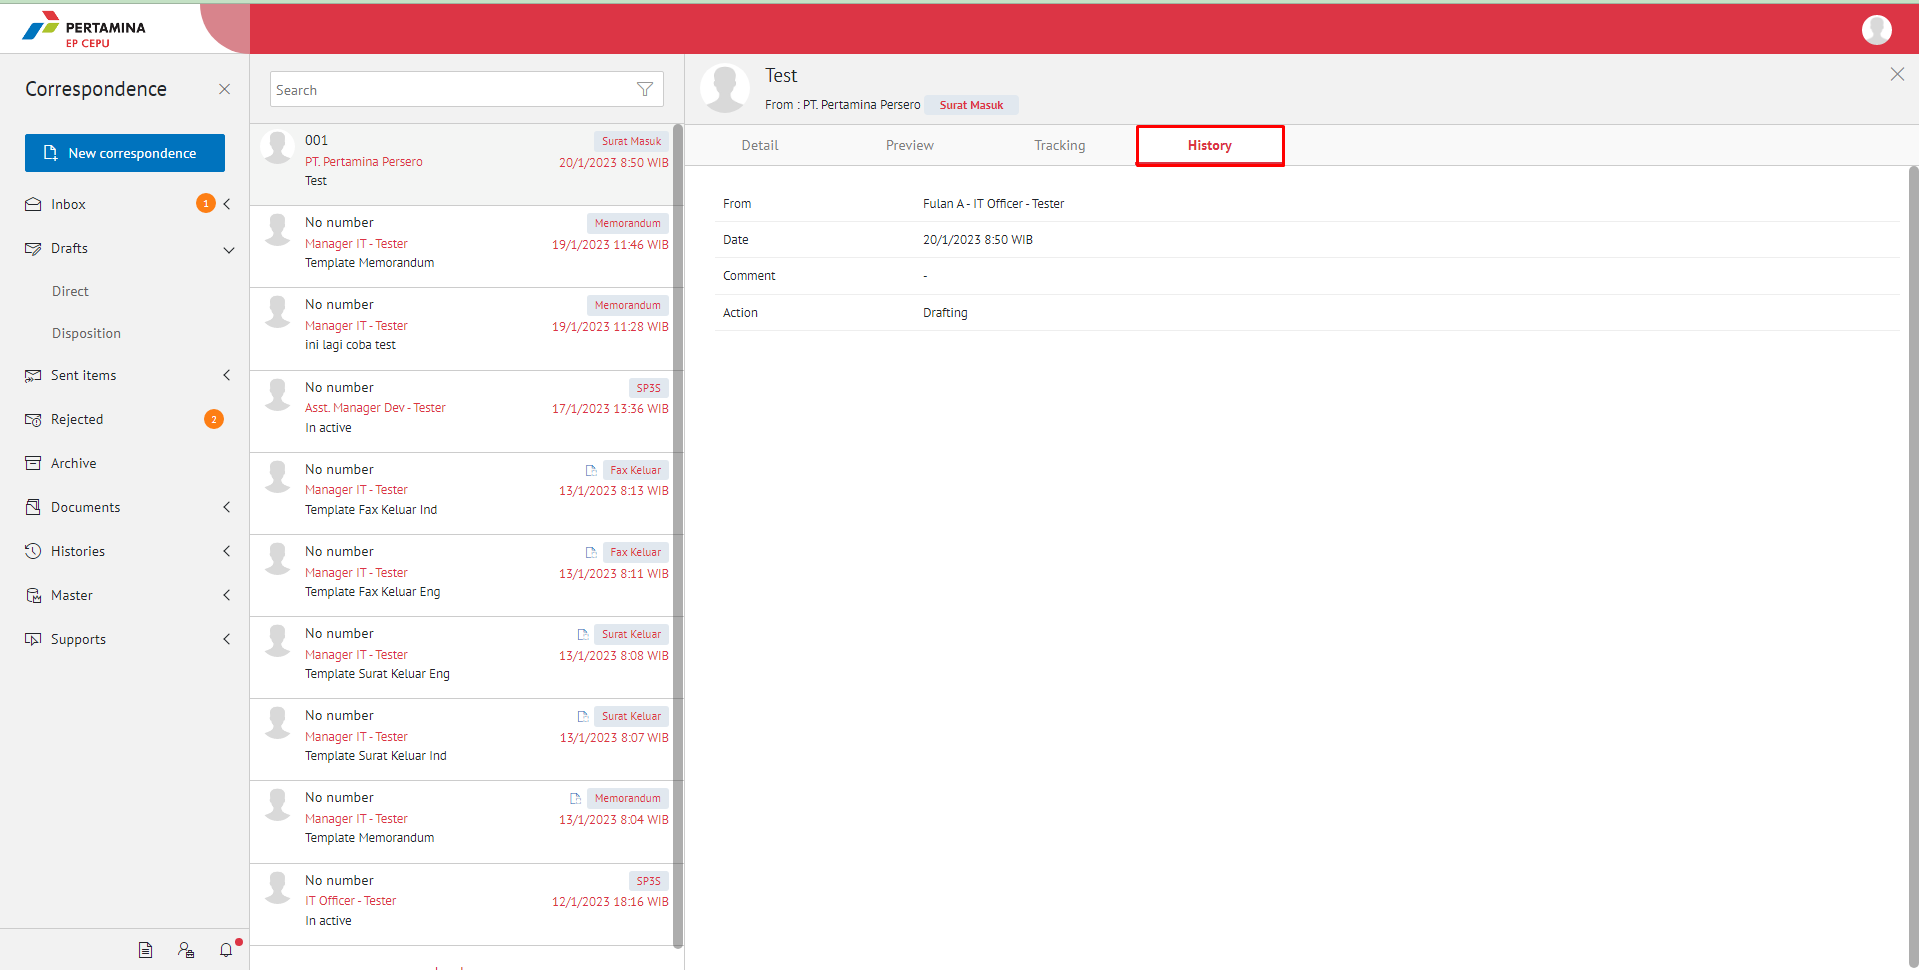 PERTAMINA
EP CEPU
Correspondence
New correspondence
Inbox 1
Drafts
Direct
Disposition
Sent items
Rejected 2
Archive
Documents
Histories
Master
Supports
Search
001 Surat Masuk
PT. Pertamina Persero 20/1/2023 8:50 WIB
Test
No number Memorandum
Manager IT - Tester 19/1/2023 11:46 WIB
Template Memorandum
No number Memorandum
Manager IT - Tester 19/1/2023 11:28 WIB
ini lagi coba test
No number SP3S
Asst. Manager Dev - Tester 17/1/2023 13:36 WIB
In active
No number Fax Keluar
Manager IT - Tester 13/1/2023 8:13 WIB
Template Fax Keluar Ind
No number Fax Keluar
Manager IT - Tester 13/1/2023 8:11 WIB
Template Fax Keluar Eng
No number Surat Keluar
Manager IT - Tester 13/1/2023 8:08 WIB
Template Surat Keluar Eng
No number Surat Keluar
Manager IT - Tester 13/1/2023 8:07 WIB
Template Surat Keluar Ind
No number Memorandum
Manager IT - Tester 13/1/2023 8:04 WIB
Template Memorandum
No number SP3S
IT Officer - Tester 12/1/2023 18:16 WIB
In active
Test
From : PT. Pertamina Persero Surat Masuk
Detail Preview Tracking History
From Fulan A - IT Officer - Tester
Date 20/1/2023 8:50 WIB
Comment -
Action Drafting